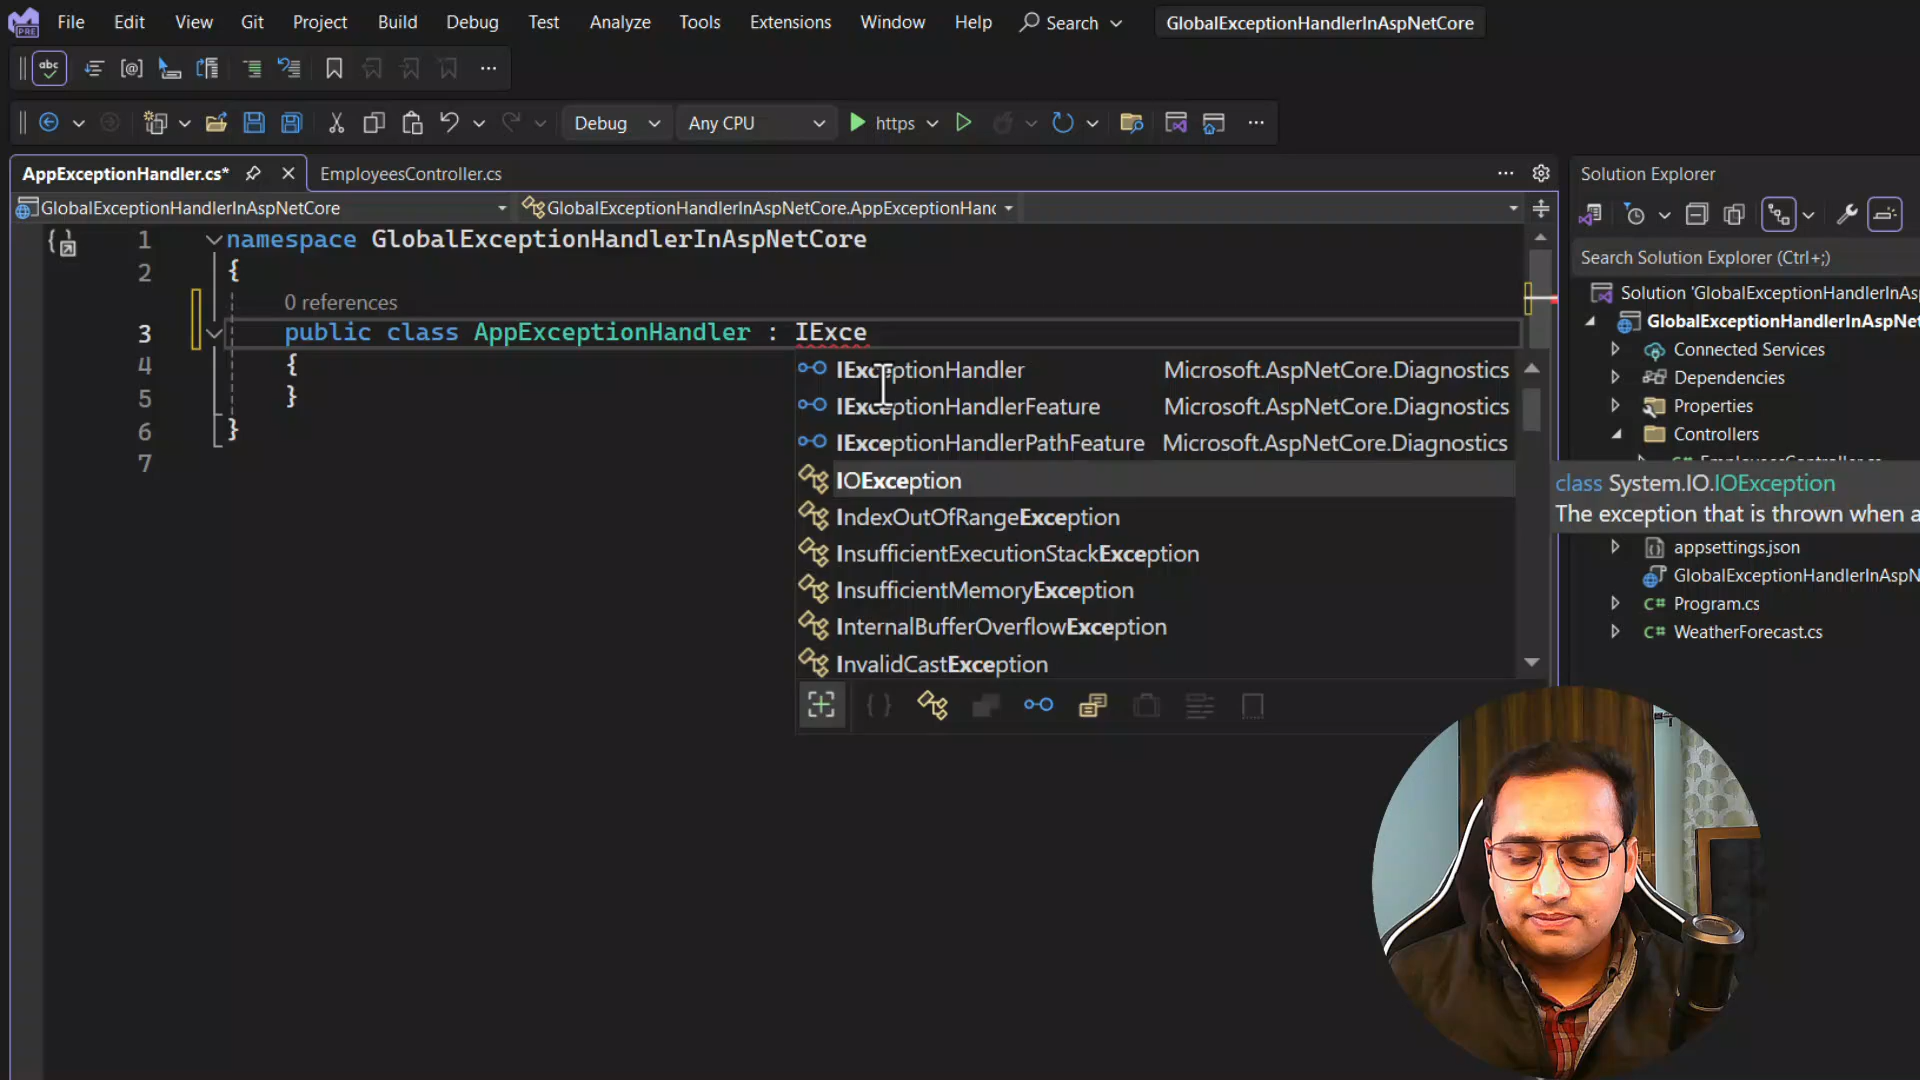 File Edit View Git Project Build Debug Test Analyze Tools Extensions Window Help Search GlobalExceptionHandlerInAspNetCore
Debug Any CPU https
AppExceptionHandler.cs* EmployeesController.cs
GlobalExceptionHandlerInAspNetCore GlobalExceptionHandlerInAspNetCore.AppExceptionHanc
1 namespace GlobalExceptionHandlerInAspNetCore
2 {
0 references
3 public class AppExceptionHandler : IExce
4 {
5 }
6 }
7
IExceptionHandler Microsoft.AspNetCore.Diagnostics
IExceptionHandlerFeature Microsoft.AspNetCore.Diagnostics
IExceptionHandlerPathFeature Microsoft.AspNetCore.Diagnostics
IOException
IndexOutOfRangeException
InsufficientExecutionStackException
InsufficientMemoryException
InternalBufferOverflowException
InvalidCastException
class System.IO.IOException
The exception that is thrown when a
Solution Explorer
Search Solution Explorer (Ctrl+;)
Solution 'GlobalExceptionHandlerInAsp
GlobalExceptionHandlerInAspNet
Connected Services
Dependencies
Properties
Controllers
EmployeesController.cs
appsettings.json
GlobalExceptionHandlerInAspN
C# Program.cs
C# WeatherForecast.cs